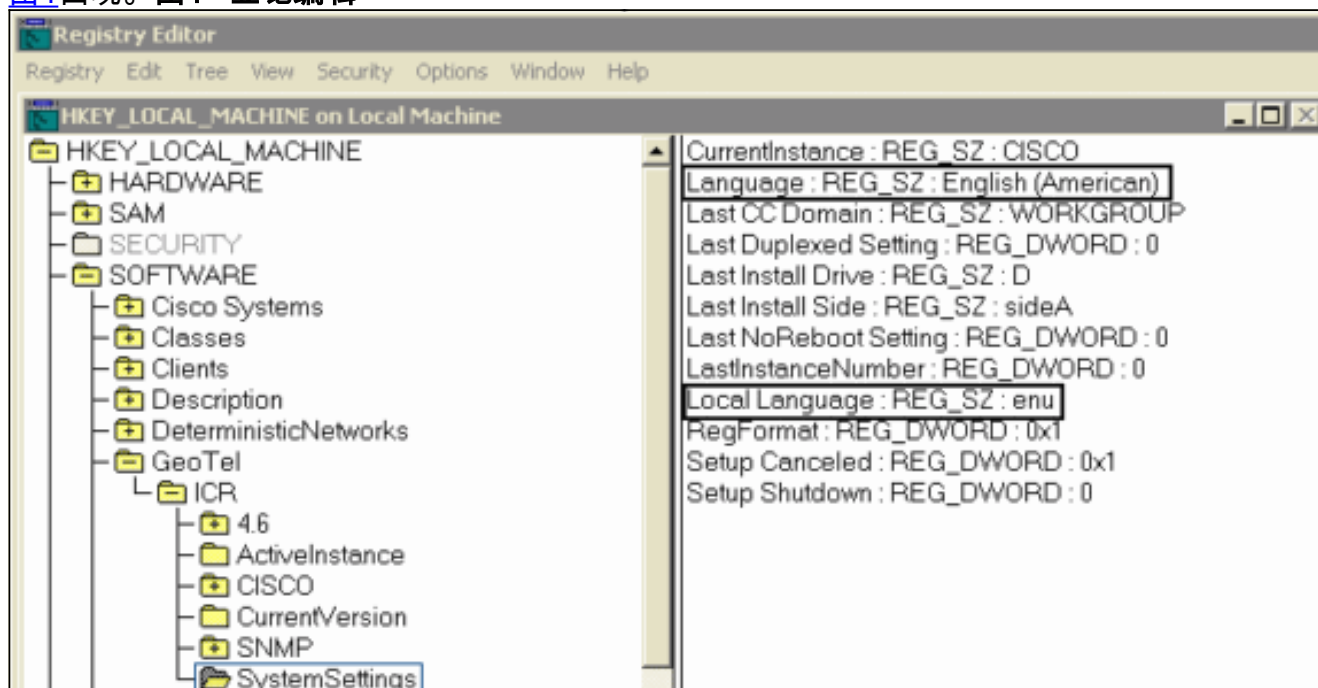 Registry Editor
Registry Edit Tree View Security Options Window Help
HKEY_LOCAL_MACHINE on Local Machine
HKEY_LOCAL_MACHINE
HARDWARE
SAM
SECURITY
SOFTWARE
Cisco Systems
Classes
Clients
Description
DeterministicNetworks
GeoTel
ICR
4.6
ActiveInstance
CISCO
CurrentVersion
SNMP
SystemSettings
CurrentInstance : REG_SZ : CISCO
Language : REG_SZ : English (American)
Last CC Domain : REG_SZ : WORKGROUP
Last Duplexed Setting : REG_DWORD : 0
Last Install Drive : REG_SZ : D
Last Install Side : REG_SZ : sideA
Last NoReboot Setting : REG_DWORD : 0
LastInstanceNumber : REG_DWORD : 0
Local Language : REG_SZ : enu
RegFormat : REG_DWORD : 0x1
Setup Canceled : REG_DWORD : 0x1
Setup Shutdown : REG_DWORD : 0